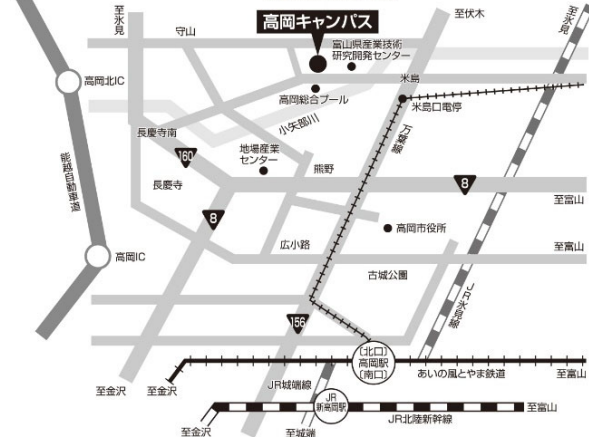 至氷見
守山
高岡キャンパス
至伏木
至氷見
富山県産業技術
研究開発センター
米島
高岡北IC
高岡総合プール
米島口電停
小矢部川
万葉線
長慶寺南
160
地場産業
センター
熊野
能越自動車道
長慶寺
8
8
至富山
高岡市役所
広小路
至富山
高岡IC
古城公園
JR氷見線
156
[北口]
高岡駅
[南口]
あいの風とやま鉄道
至金沢
至金沢
JR城端線
至富山
JR
新高岡駅
至富山
JR北陸新幹線
至金沢
至城端